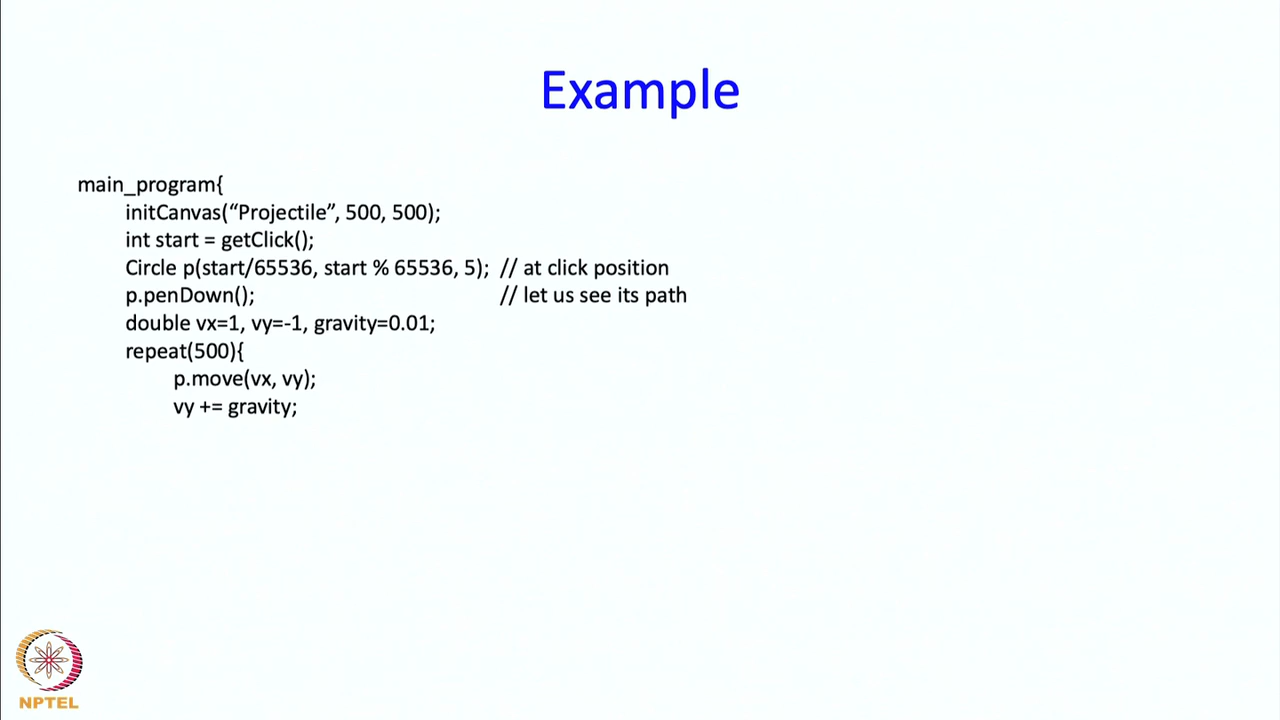 Example
main_program{
initCanvas(“Projectile”, 500, 500);
int start = getClick();
Circle p(start/65536, start % 65536, 5); // at click position
p.penDown(); // let us see its path
double vx=1, vy=-1, gravity=0.01;
repeat(500){
p.move(vx, vy);
vy += gravity;
NPTEL